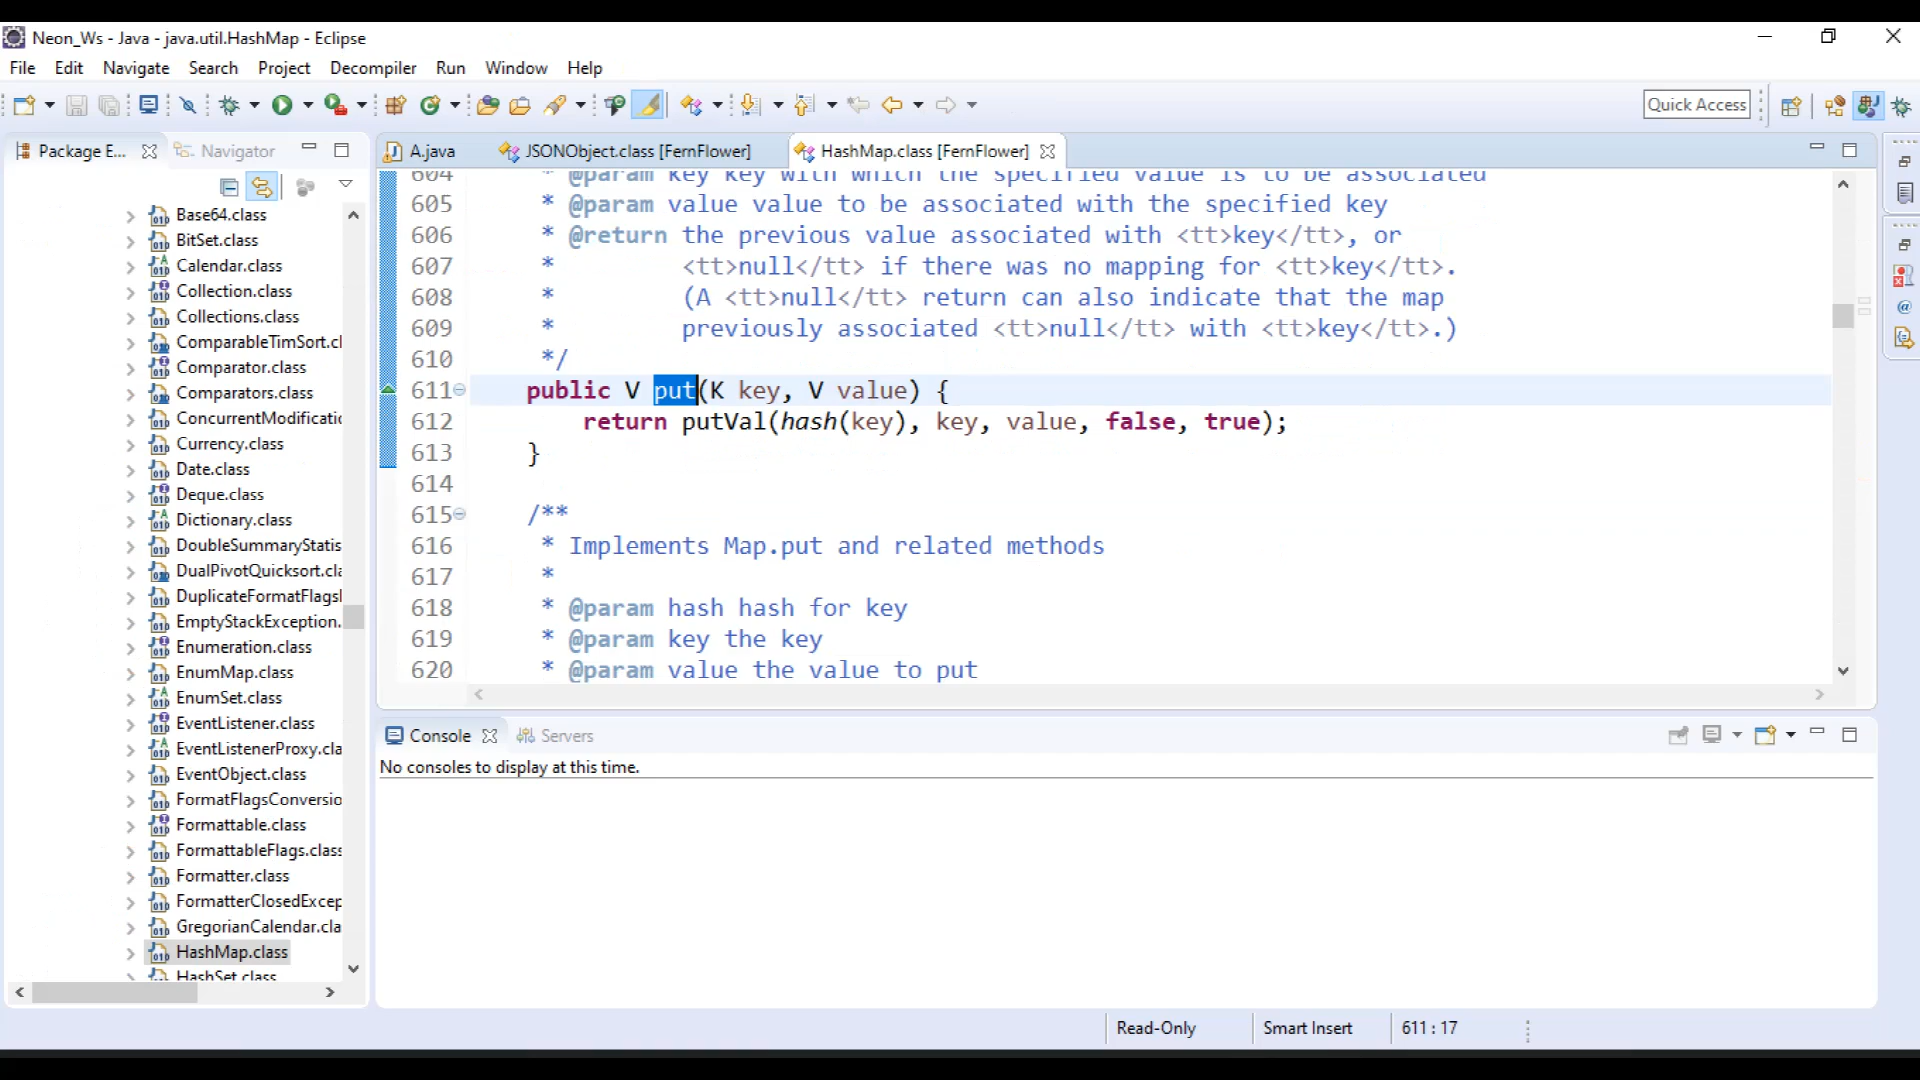 Neon_Ws - Java - java.util.HashMap - Eclipse
File Edit Navigate Search Project Decompiler Run Window Help
Quick Access
Package E... Navigator
Base64.class
BitSet.class
Calendar.class
Collection.class
Collections.class
ComparableTimSort.cl
Comparator.class
Comparators.class
ConcurrentModificatio
Currency.class
Date.class
Deque.class
Dictionary.class
DoubleSummaryStatis
DualPivotQuicksort.cla
DuplicateFormatFlagsl
EmptyStackException.
Enumeration.class
EnumMap.class
EnumSet.class
EventListener.class
EventListenerProxy.cla
EventObject.class
FormatFlagsConversio
Formattable.class
FormattableFlags.class
Formatter.class
FormatterClosedExcep
GregorianCalendar.cla
HashMap.class
HashSet.class
A.java JSONObject.class [FernFlower] HashMap.class [FernFlower]
604 * @param key key with which the specified value is to be associated
605 * @param value value to be associated with the specified key
606 * @return the previous value associated with <tt>key</tt>, or
607 * <tt>null</tt> if there was no mapping for <tt>key</tt>.
608 * (A <tt>null</tt> return can also indicate that the map
609 * previously associated <tt>null</tt> with <tt>key</tt>.)
610 */
611 public V put(K key, V value) {
612 return putVal(hash(key), key, value, false, true);
613 }
614
615 /**
616 * Implements Map.put and related methods
617 *
618 * @param hash hash for key
619 * @param key the key
620 * @param value the value to put
Console Servers
No consoles to display at this time.
Read-Only Smart Insert 611 : 17